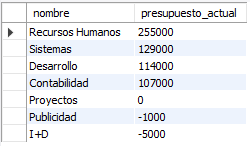 nombre presupuesto_actual
Recursos Humanos 255000
Sistemas 129000
Desarrollo 114000
Contabilidad 107000
Proyectos 0
Publicidad -1000
I+D -5000